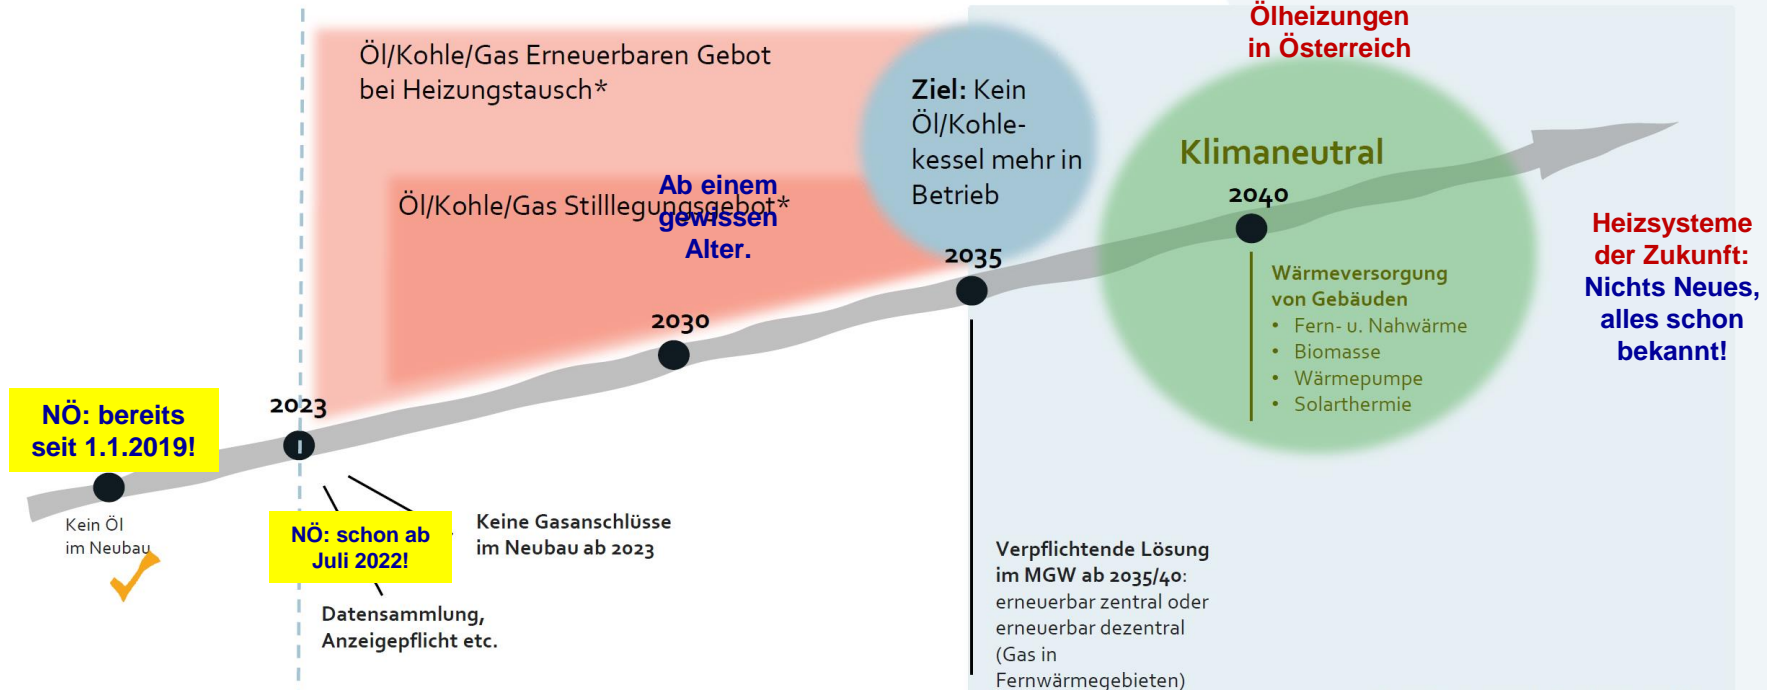 Ölheizungen
in Österreich
Öl/Kohle/Gas Erneuerbaren Gebot
bei Heizungstausch*
Ziel: Kein
Öl/Kohle-
kessel mehr in
Betrieb
Klimaneutral
Öl/Kohle/Gas Stilllegungsgebot*
Ab einem
gewissen
Alter.
2040
Heizsysteme
der Zukunft:
Nichts Neues,
alles schon
bekannt!
2035
Wärmeversorgung
von Gebäuden
• Fern- u. Nahwärme
• Biomasse
• Wärmepumpe
• Solarthermie
2030
2023
NÖ: bereits
seit 1.1.2019!
Kein Öl
im Neubau
NÖ: schon ab
Juli 2022!
Keine Gasanschlüsse
im Neubau ab 2023
Datensammlung,
Anzeigepflicht etc.
Verpflichtende Lösung
im MGW ab 2035/40:
erneuerbar zentral oder
erneuerbar dezentral
(Gas in
Fernwärmegebieten)